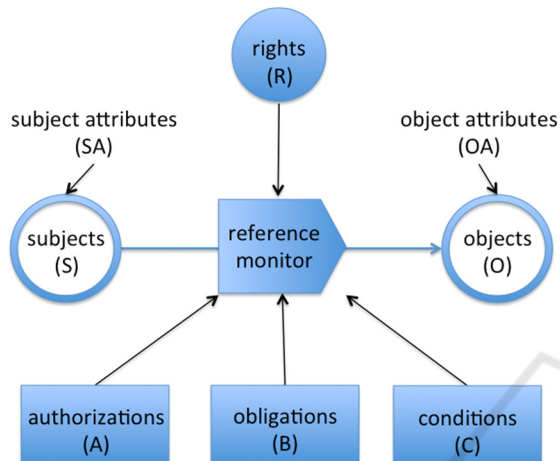 rights
(R)
subject attributes
(SA)
object attributes
(OA)
subjects
(S)
reference
monitor
objects
(O)
authorizations
(A)
obligations
(B)
conditions
(C)